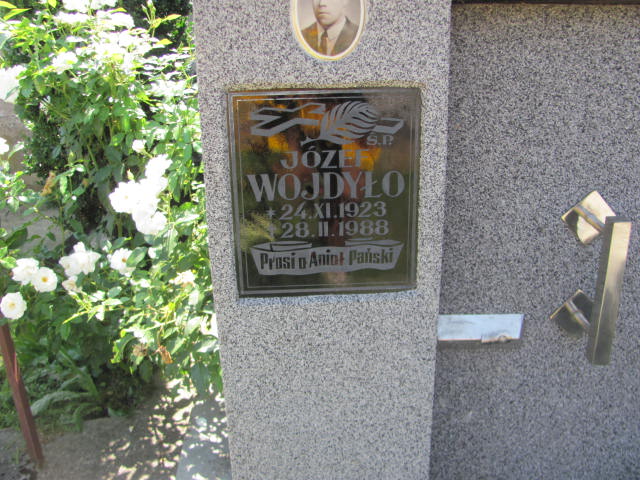 Ś.P.
JÓZEF
WOJDYŁO
* 24.XI.1923
+ 28.II.1988
Prosi o Anioł Pański